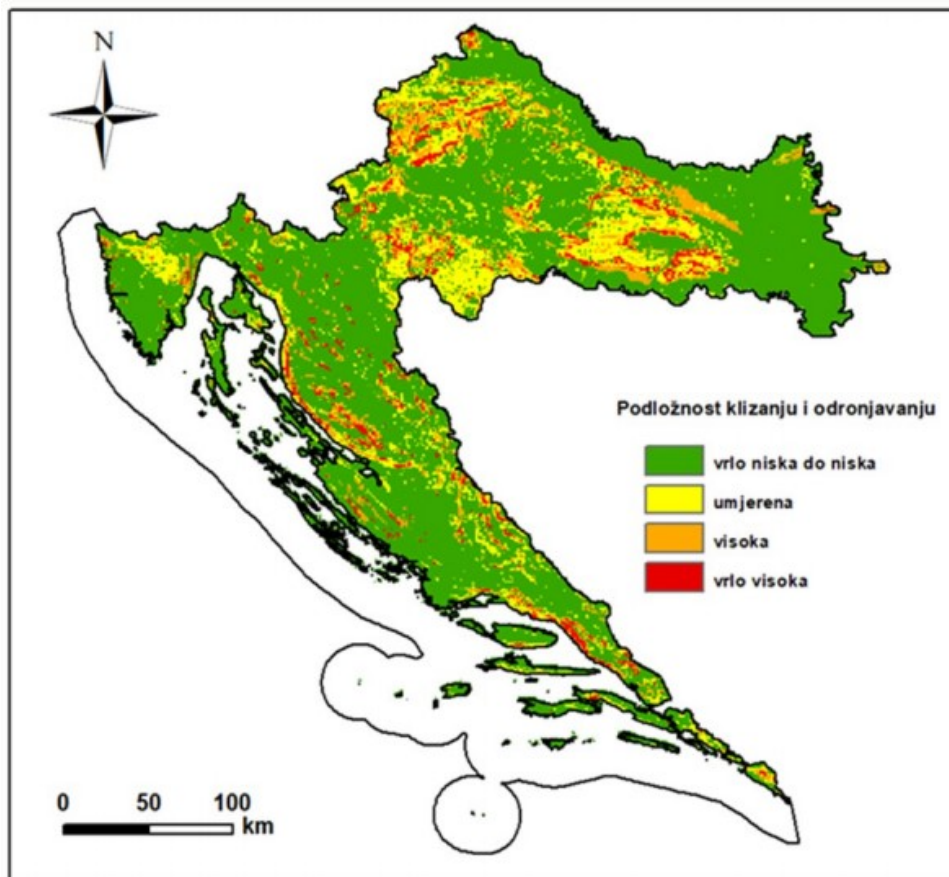 N
Podložnost klizanju i odronjavanju
vrlo niska do niska
umjerena
visoka
vrlo visoka
0 50 100
km